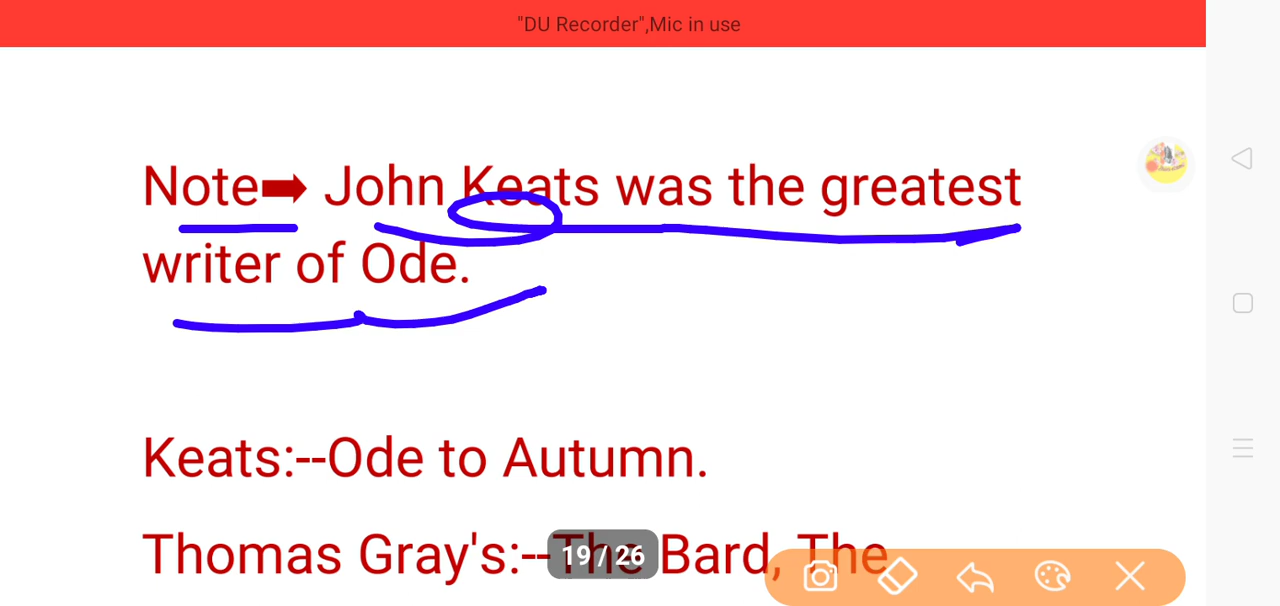 "DU Recorder",Mic in use
Note➡ John Keats was the greatest
writer of Ode.
Keats:--Ode to Autumn.
Thomas Gray's:--The Bard, The
19 / 26